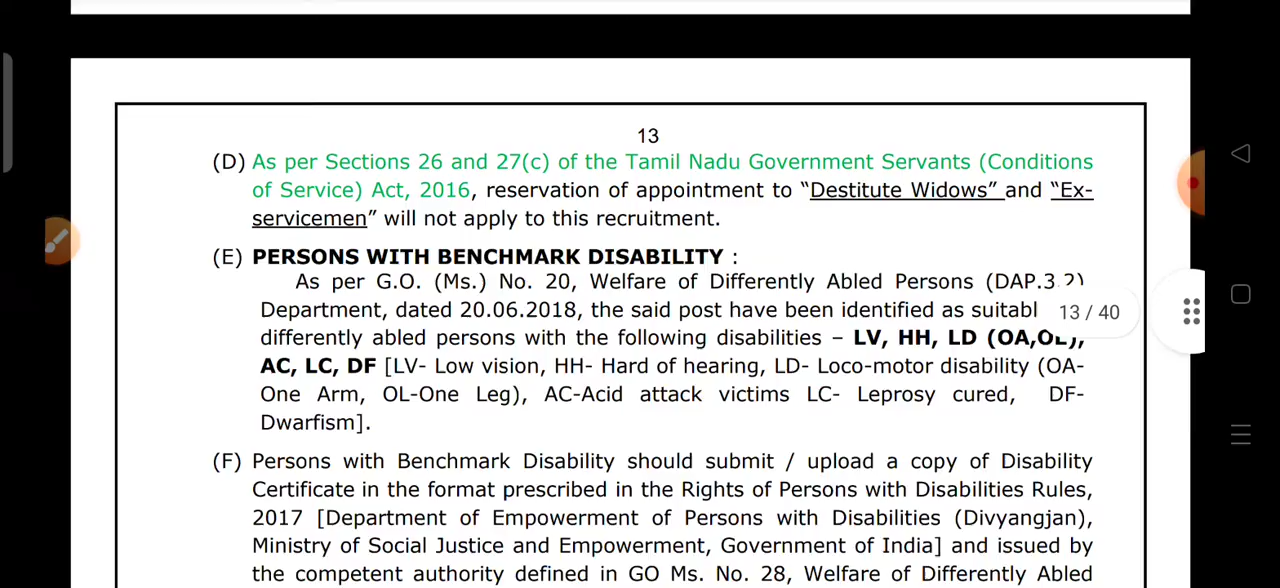 13
(D) As per Sections 26 and 27(c) of the Tamil Nadu Government Servants (Conditions
of Service) Act, 2016, reservation of appointment to “Destitute Widows” and “Ex-
servicemen” will not apply to this recruitment.
(E) PERSONS WITH BENCHMARK DISABILITY :
As per G.O. (Ms.) No. 20, Welfare of Differently Abled Persons (DAP.3.2)
Department, dated 20.06.2018, the said post have been identified as suitabl
13 / 40
differently abled persons with the following disabilities – LV, HH, LD (OA,OL),
AC, LC, DF [LV- Low vision, HH- Hard of hearing, LD- Loco-motor disability (OA-
One Arm, OL-One Leg), AC-Acid attack victims LC- Leprosy cured, DF-
Dwarfism].
(F) Persons with Benchmark Disability should submit / upload a copy of Disability
Certificate in the format prescribed in the Rights of Persons with Disabilities Rules,
2017 [Department of Empowerment of Persons with Disabilities (Divyangjan),
Ministry of Social Justice and Empowerment, Government of India] and issued by
the competent authority defined in GO Ms. No. 28, Welfare of Differently Abled